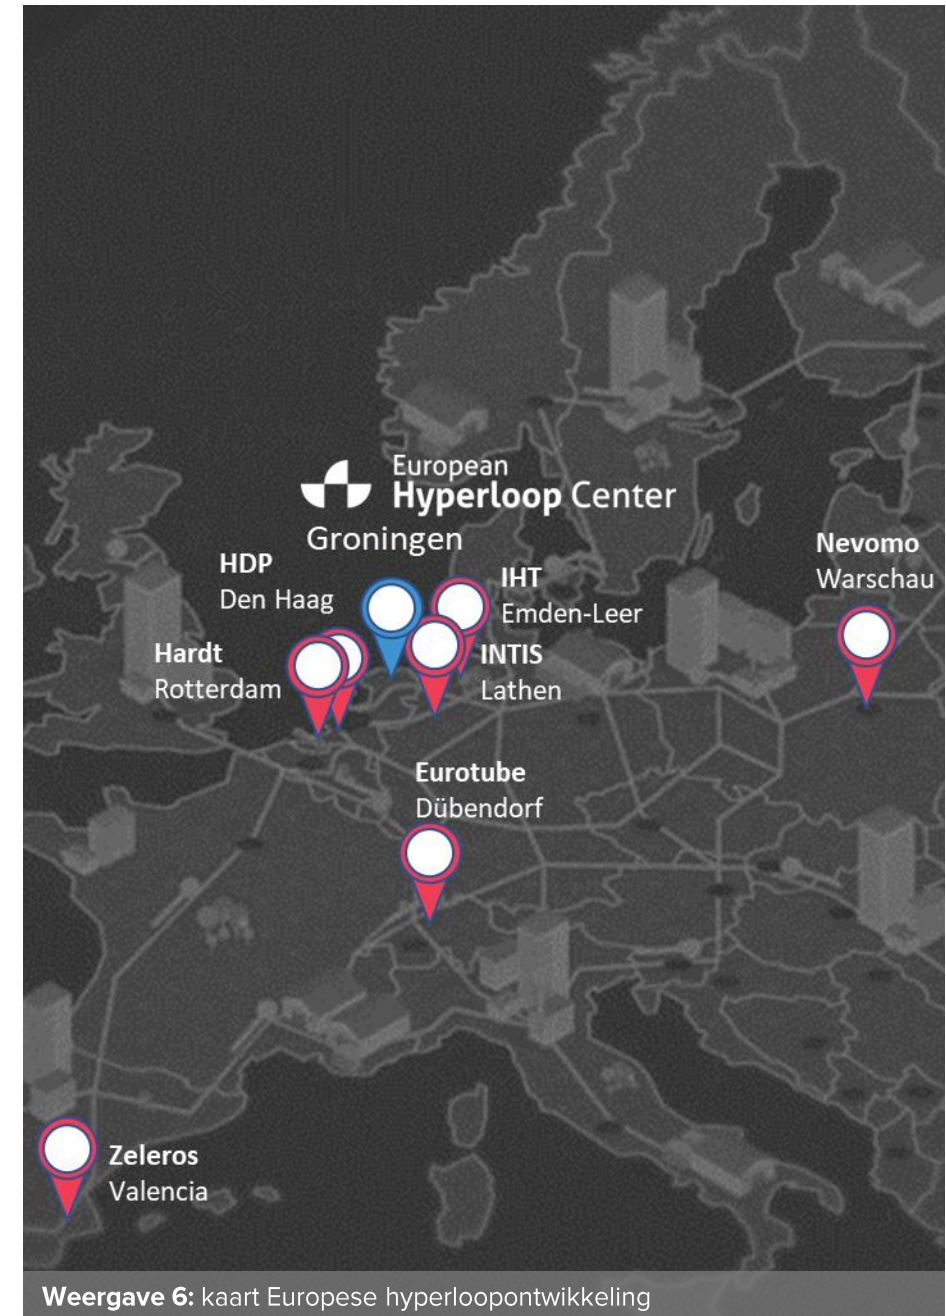 European
Hyperloop Center
Groningen
HDP
Den Haag
IHT
Emden-Leer
Nevomo
Warschau
Hardt
Rotterdam
INTIS
Lathen
Eurotube
Dübendorf
Zeleros
Valencia
Weergave 6: kaart Europese hyperloopontwikkeling